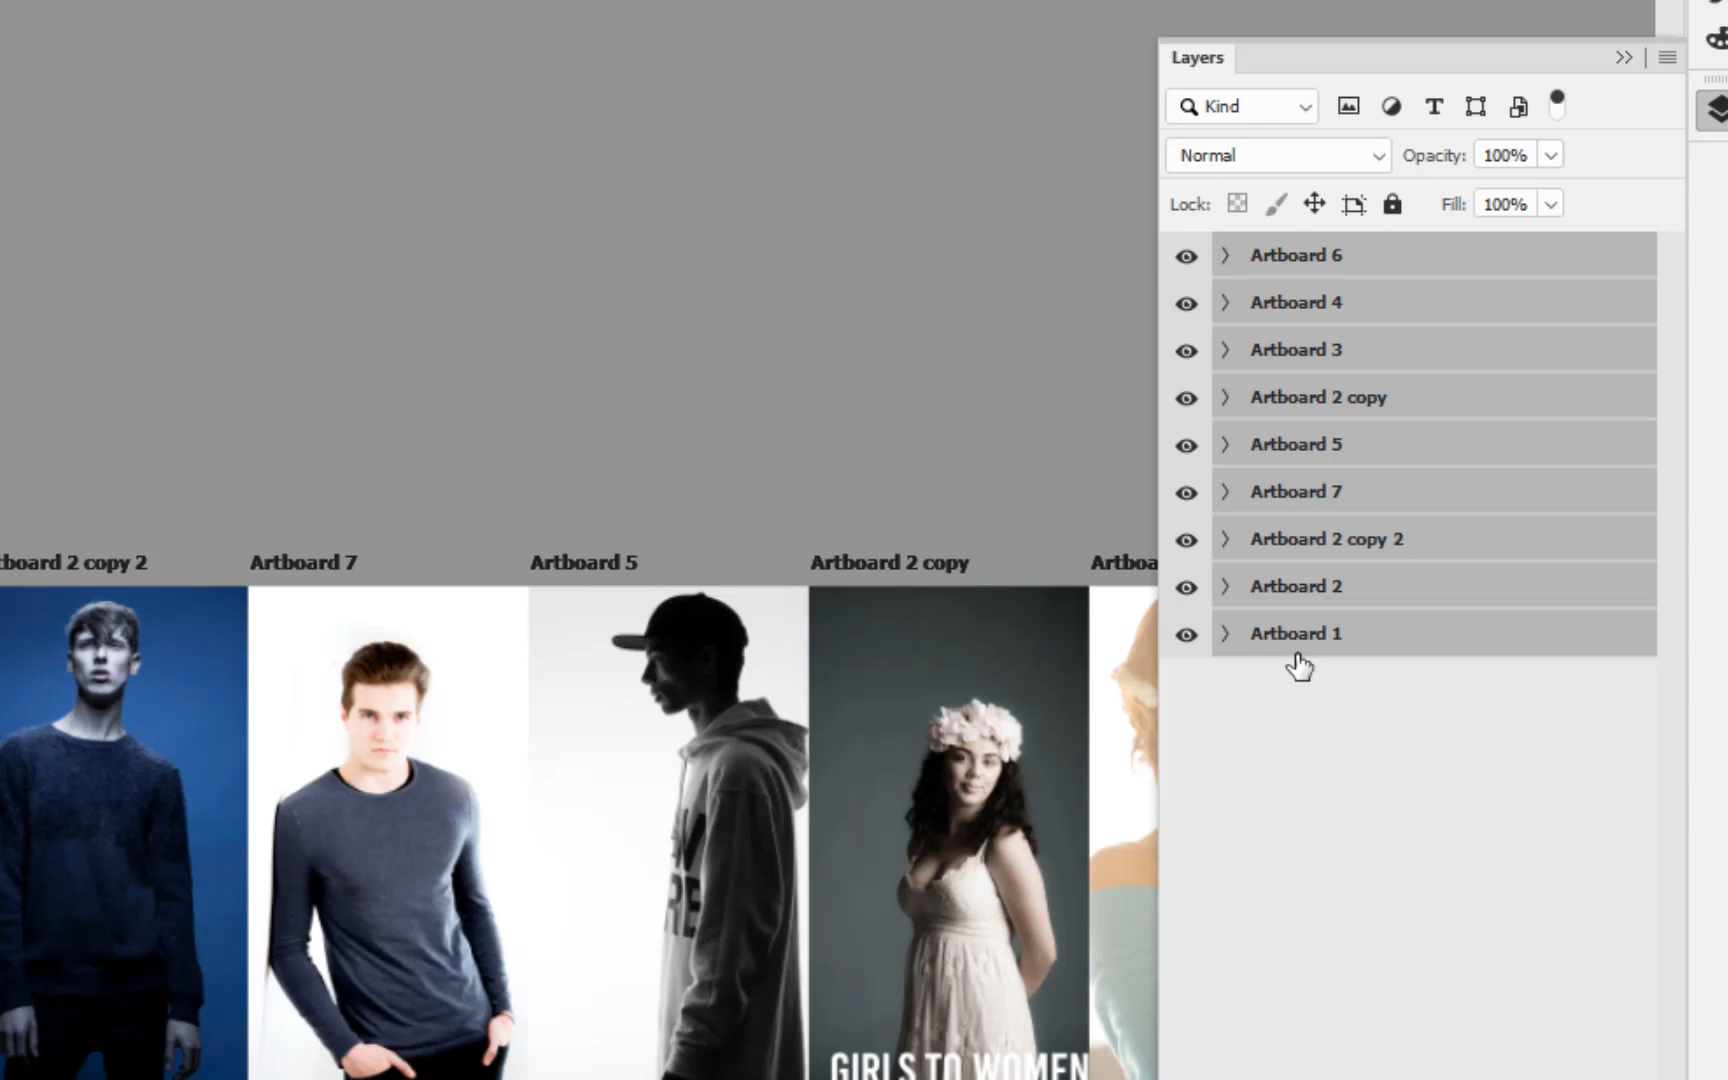 Layers
Kind
Normal
Opacity: 100%
Lock:
Fill: 100%
Artboard 6
Artboard 4
Artboard 3
Artboard 2 copy
Artboard 5
Artboard 7
Artboard 2 copy 2
Artboard 2
Artboard 1
tboard 2 copy 2
Artboard 7
Artboard 5
Artboard 2 copy
Artboa
RE
GIRLS TO WOMEN